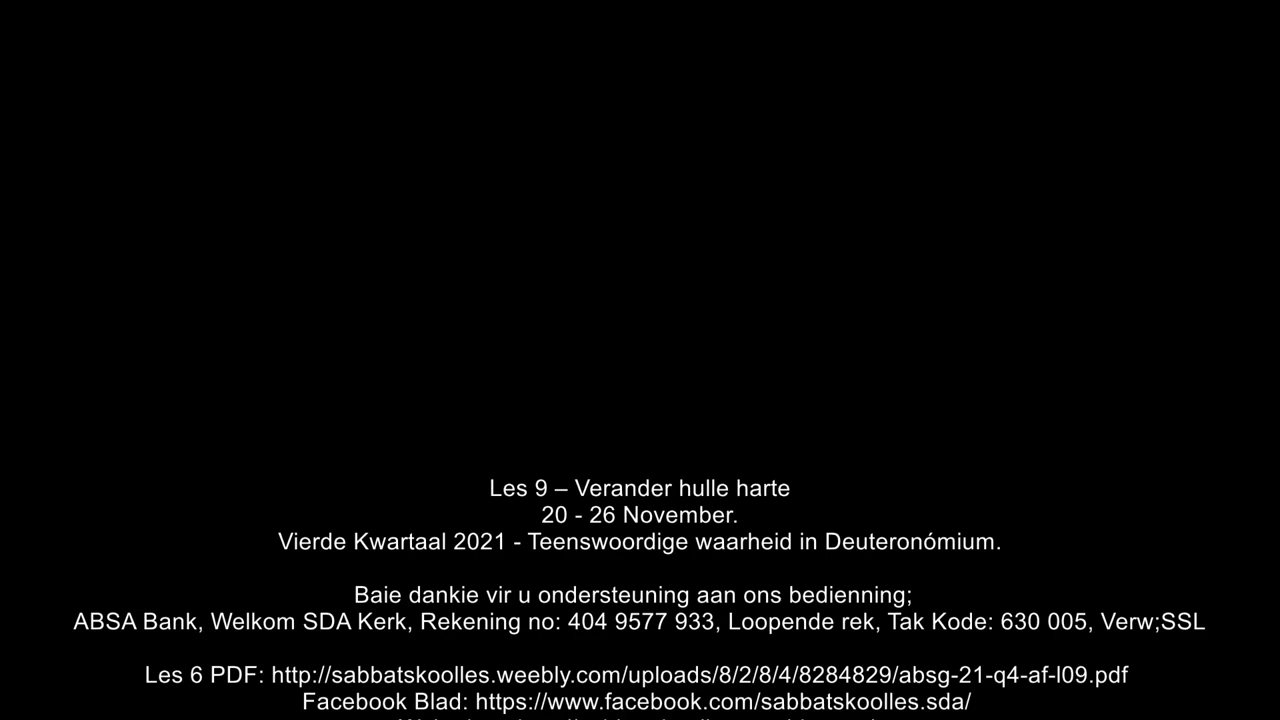 Les 9 – Verander hulle harte
20 - 26 November.
Vierde Kwartaal 2021 - Teenswoordige waarheid in Deuteronómium.
Baie dankie vir u ondersteuning aan ons bedienning;
ABSA Bank, Welkom SDA Kerk, Rekening no: 404 9577 933, Loopende rek, Tak Kode: 630 005, Verw;SSL
Les 6 PDF: http://sabbatskoolles.weebly.com/uploads/8/2/8/4/8284829/absg-21-q4-af-l09.pdf
Facebook Blad: https://www.facebook.com/sabbatskoolles.sda/